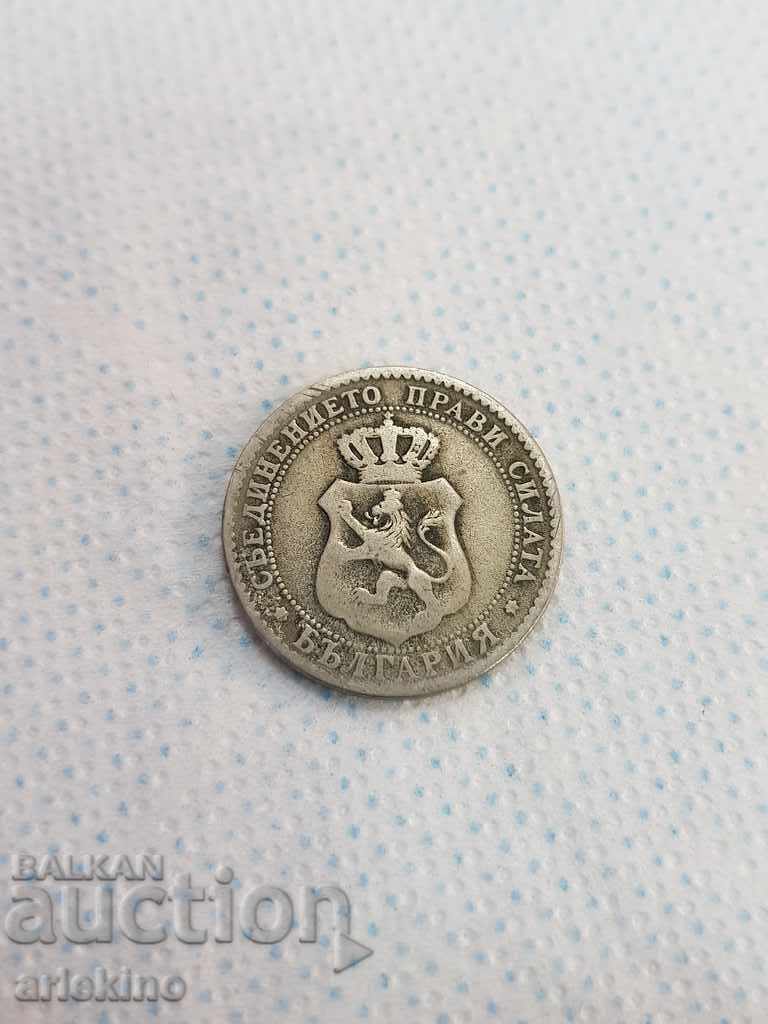 СЪЕДИНЕНИЕТО ПРАВИ СИЛАТА
★ БЪЛГАРИЯ ★
BALKAN
auction
arlekino